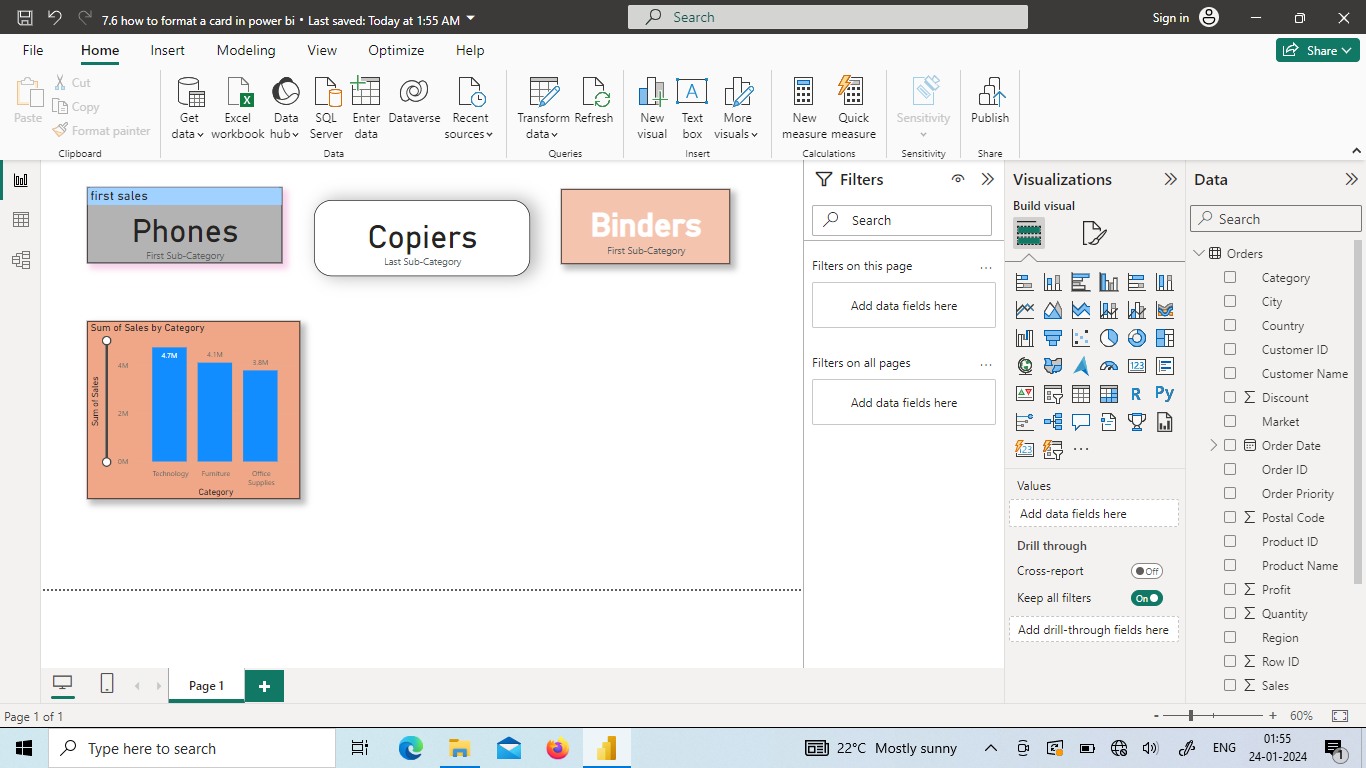 7.6 how to format a card in power bi • Last saved: Today at 1:55 AM
Search
Sign in
File
Home
Insert
Modeling
View
Optimize
Help
Share
Paste
Cut
Copy
Format painter
Clipboard
Get
data
Excel
workbook
Data
hub
SQL
Server
Enter
data
Dataverse
Recent
sources
Data
Transform
data
Refresh
Queries
New
visual
Text
box
More
visuals
Insert
New
measure
Quick
measure
Calculations
Sensitivity
Sensitivity
Publish
Share
first sales
Phones
First Sub-Category
Copiers
Last Sub-Category
Binders
First Sub-Category
Sum of Sales by Category
Sum of Sales
4M
2M
0M
4.7M
4.1M
3.8M
Technology
Furniture
Office
Supplies
Category
Filters
Search
Filters on this page
...
Add data fields here
Filters on all pages
...
Add data fields here
Visualizations
Build visual
123
R
Py
123
...
Values
Add data fields here
Drill through
Cross-report
Off
Keep all filters
On
Add drill-through fields here
Data
Search
Orders
Category
City
Country
Customer ID
Customer Name
Σ Discount
Market
Order Date
Order ID
Order Priority
Σ Postal Code
Product ID
Product Name
Σ Profit
Σ Quantity
Region
Σ Row ID
Σ Sales
Page 1
+
Page 1 of 1
- + 60%
Type here to search
22°C Mostly sunny
ENG
01:55
24-01-2024
1